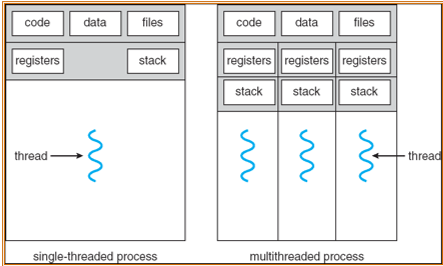 code data files
registers stack
thread
single-threaded process
code data files
registers registers registers
stack stack stack
thread
multithreaded process